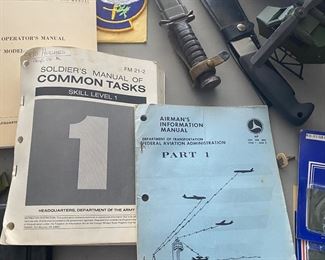 OPERATOR'S MANUAL
MODEL
FM 21-2
SOLDIER'S MANUAL OF
COMMON TASKS
SKILL LEVEL 1
1
HEADQUARTERS, DEPARTMENT OF THE ARMY
AIRMAN'S
INFORMATION
MANUAL
DEPARTMENT OF TRANSPORTATION
FEDERAL AVIATION ADMINISTRATION
PART 1